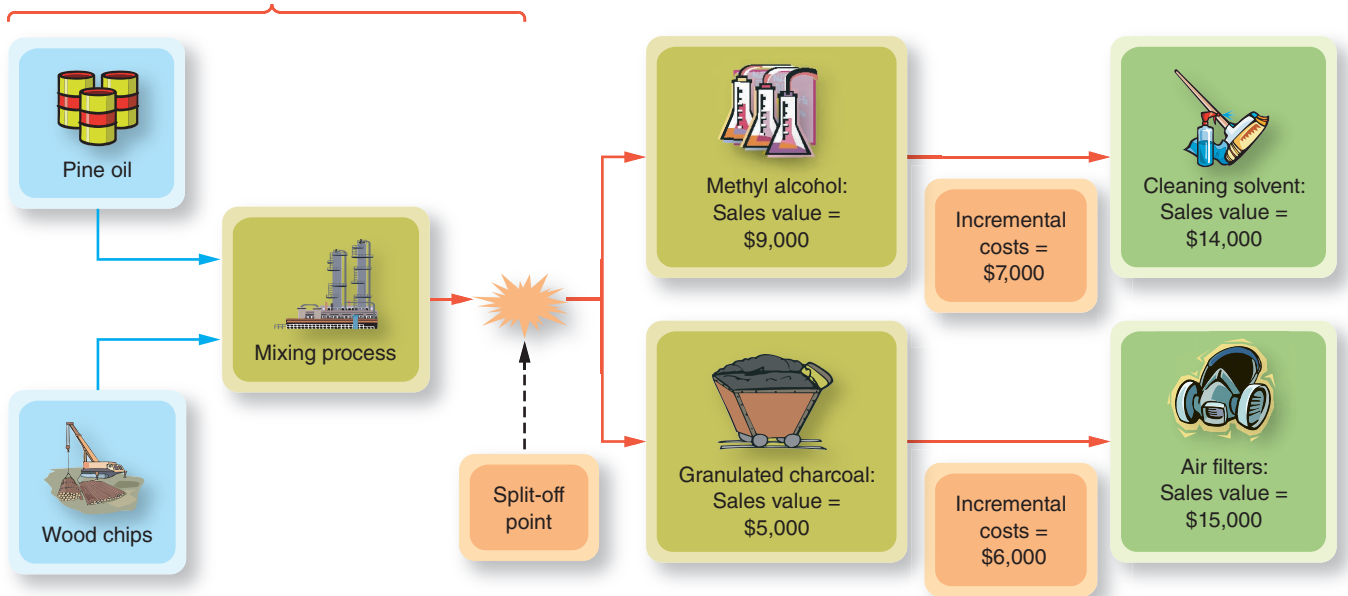 Pine oil
Wood chips
Mixing process
Split-off
point
Methyl alcohol:
Sales value =
$9,000
Incremental
costs =
$7,000
Cleaning solvent:
Sales value =
$14,000
Granulated charcoal:
Sales value =
$5,000
Incremental
costs =
$6,000
Air filters:
Sales value =
$15,000